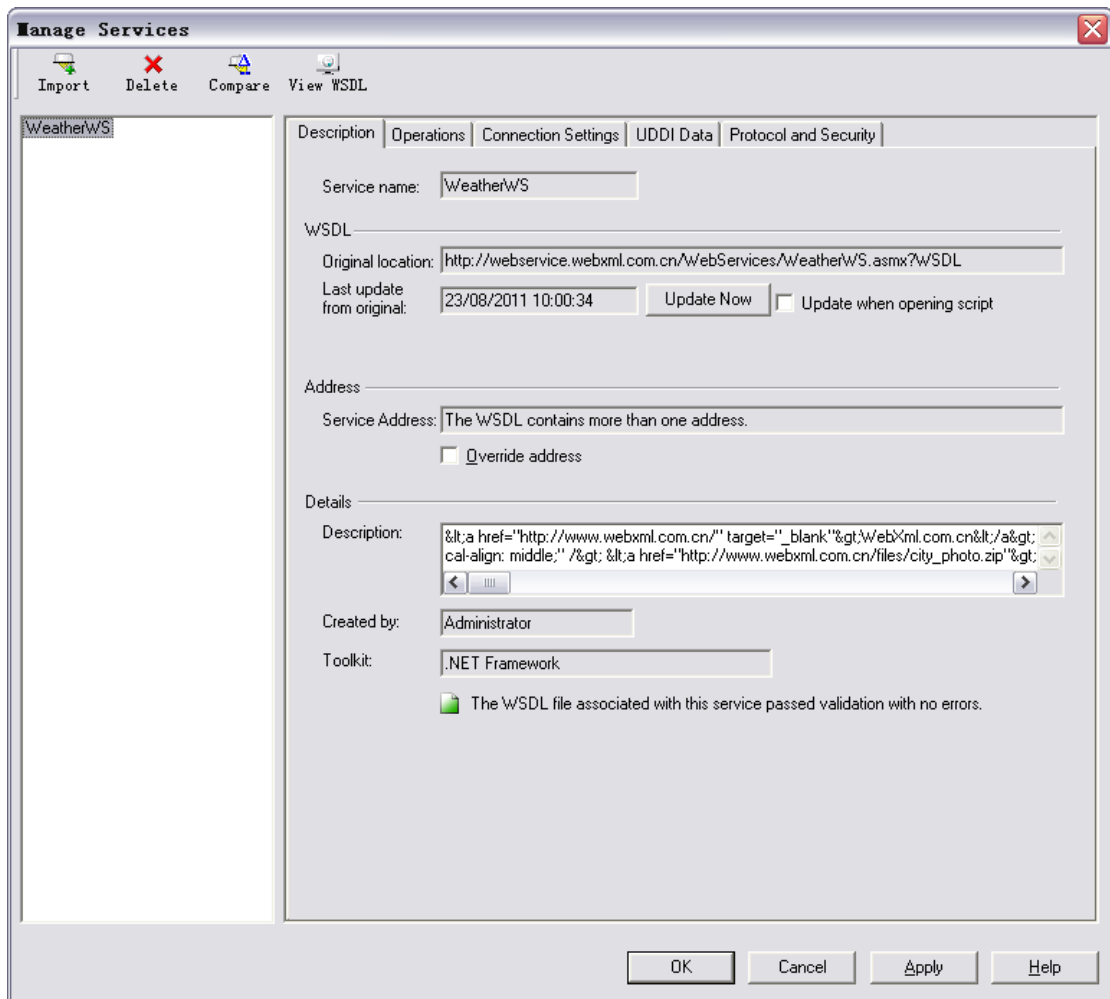 Manage Services
Import Delete Compare View WSDL
WeatherWS
Description Operations Connection Settings UDDI Data Protocol and Security
Service name: WeatherWS
WSDL
Original location: http://webservice.webxml.com.cn/WebServices/WeatherWS.asmx?WSDL
Last update
from original: 23/08/2011 10:00:34 Update Now Update when opening script
Address
Service Address: The WSDL contains more than one address.
Override address
Details
Description: &lt;a href="http://www.webxml.com.cn/" target="_blank"&gt;WebXml.com.cn&lt;/a&gt;
cal-align: middle;" /&gt; &lt;a href="http://www.webxml.com.cn/files/city_photo.zip"&gt;
Created by: Administrator
Toolkit: .NET Framework
The WSDL file associated with this service passed validation with no errors.
OK Cancel Apply Help